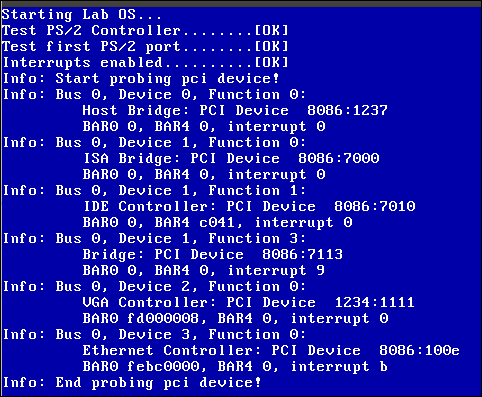 Starting Lab OS...
Test PS/2 Controller........[OK]
Test first PS/2 port........[OK]
Interrupts enabled..........[OK]
Info: Start probing pci device!
Info: Bus 0, Device 0, Function 0:
Host Bridge: PCI Device  8086:1237
BAR0 0, BAR4 0, interrupt 0
Info: Bus 0, Device 1, Function 0:
ISA Bridge: PCI Device  8086:7000
BAR0 0, BAR4 0, interrupt 0
Info: Bus 0, Device 1, Function 1:
IDE Controller: PCI Device  8086:7010
BAR0 0, BAR4 c041, interrupt 0
Info: Bus 0, Device 1, Function 3:
Bridge: PCI Device  8086:7113
BAR0 0, BAR4 0, interrupt 9
Info: Bus 0, Device 2, Function 0:
VGA Controller: PCI Device  1234:1111
BAR0 fd000008, BAR4 0, interrupt 0
Info: Bus 0, Device 3, Function 0:
Ethernet Controller: PCI Device  8086:100e
BAR0 febc0000, BAR4 0, interrupt b
Info: End probing pci device!